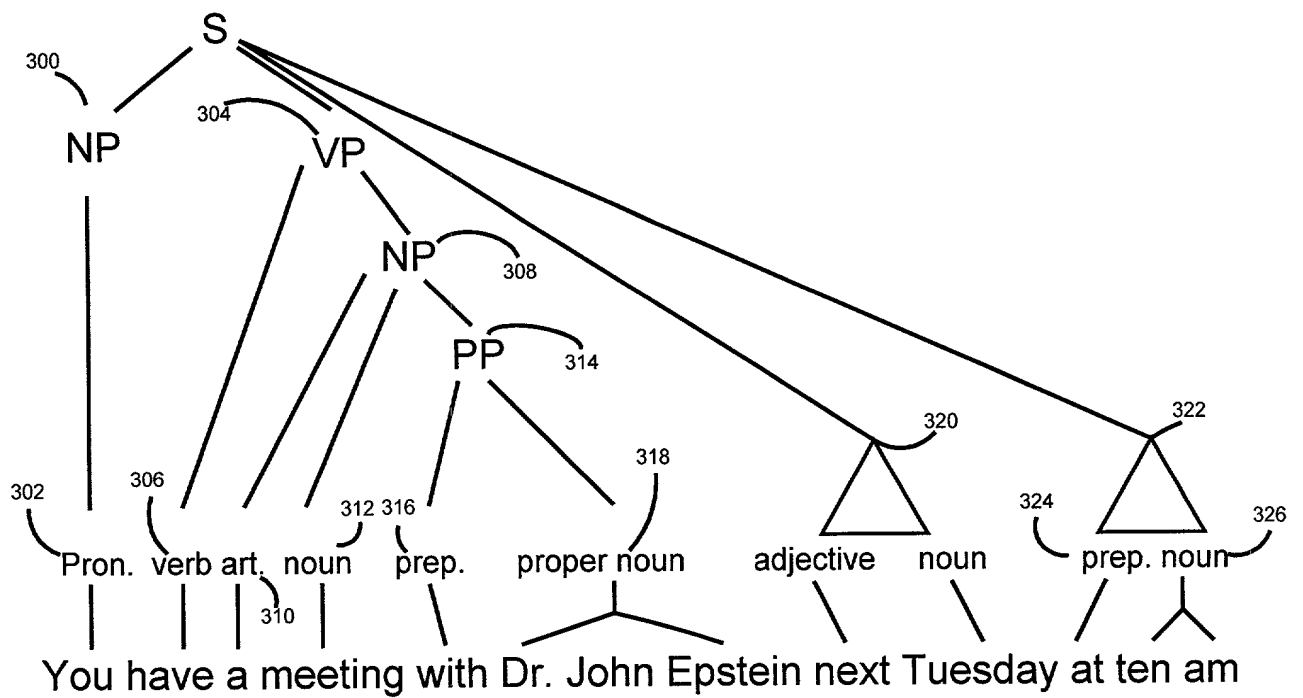 S
300
304
NP
VP
NP
308
PP
314
320
322
302
306
312
316
318
324
326
Pron. verb art. noun prep. proper noun adjective noun prep. noun
310
You have a meeting with Dr. John Epstein next Tuesday at ten am